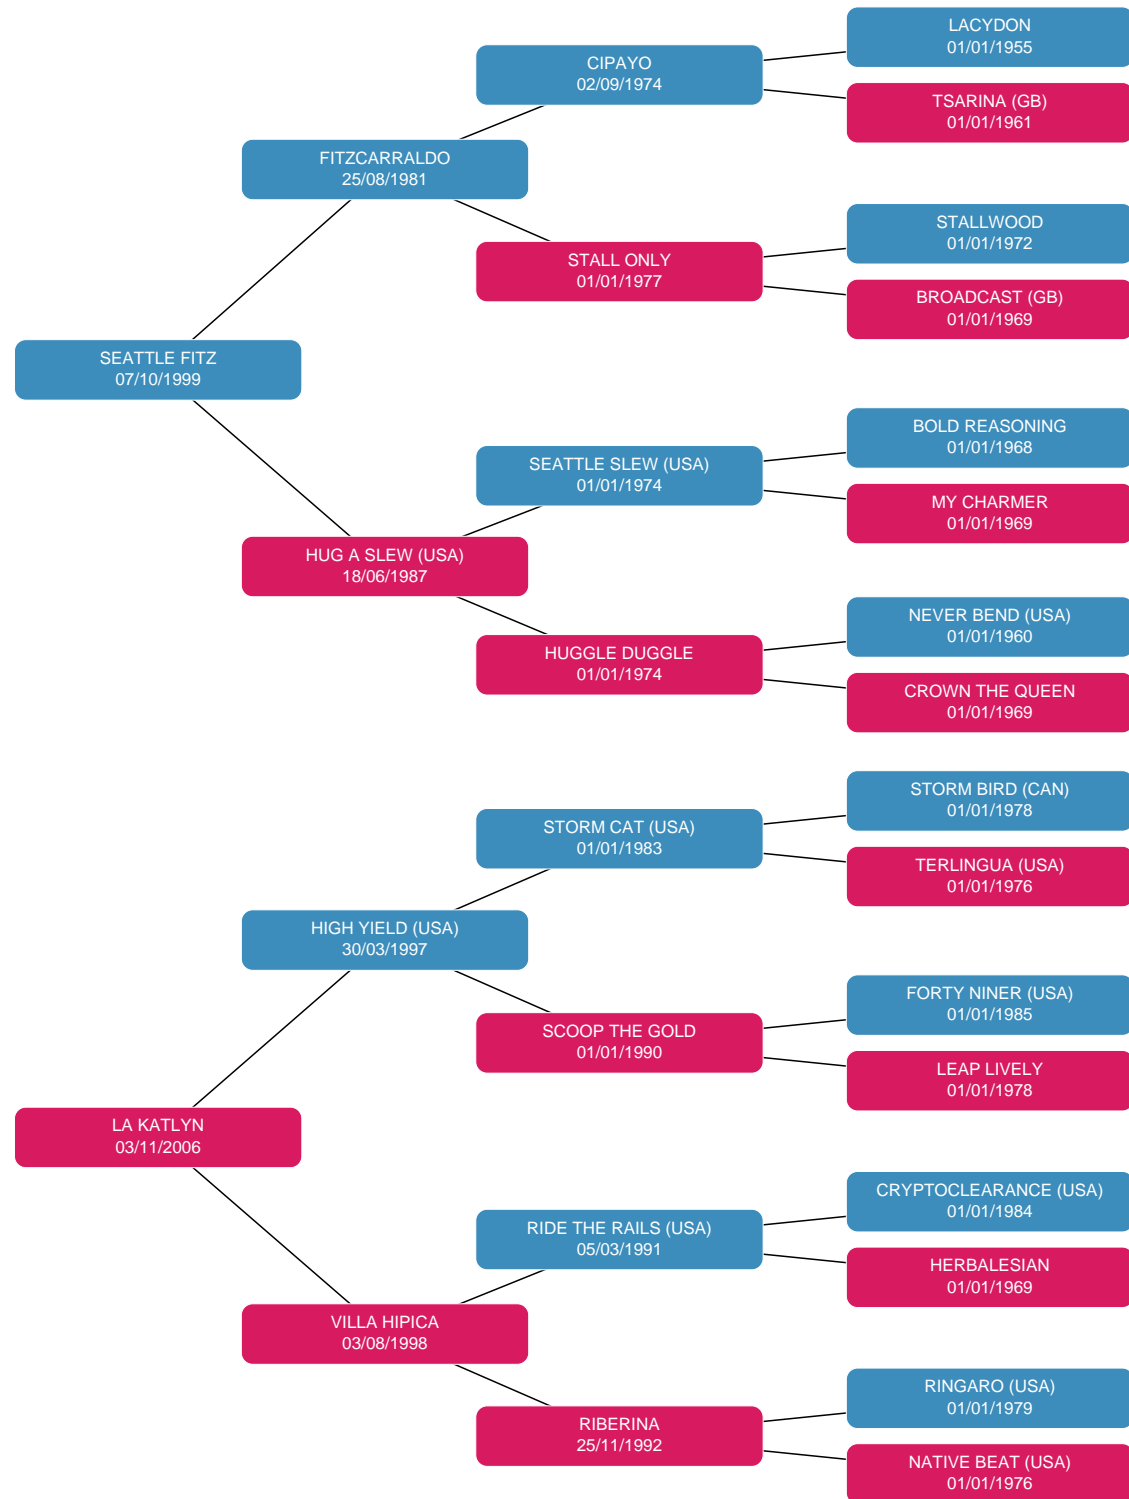 LACYDON
01/01/1955
CIPAYO
02/09/1974
TSARINA (GB)
01/01/1961
FITZCARRALDO
25/08/1981
STALLWOOD
01/01/1972
STALL ONLY
01/01/1977
BROADCAST (GB)
01/01/1969
SEATTLE FITZ
07/10/1999
BOLD REASONING
01/01/1968
SEATTLE SLEW (USA)
01/01/1974
MY CHARMER
01/01/1969
HUG A SLEW (USA)
18/06/1987
NEVER BEND (USA)
01/01/1960
HUGGLE DUGGLE
01/01/1974
CROWN THE QUEEN
01/01/1969
STORM BIRD (CAN)
01/01/1978
STORM CAT (USA)
01/01/1983
TERLINGUA (USA)
01/01/1976
HIGH YIELD (USA)
30/03/1997
FORTY NINER (USA)
01/01/1985
SCOOP THE GOLD
01/01/1990
LEAP LIVELY
01/01/1978
LA KATLYN
03/11/2006
CRYPTOCLEARANCE (USA)
01/01/1984
RIDE THE RAILS (USA)
05/03/1991
HERBALESIAN
01/01/1969
VILLA HIPICA
03/08/1998
RINGARO (USA)
01/01/1979
RIBERINA
25/11/1992
NATIVE BEAT (USA)
01/01/1976